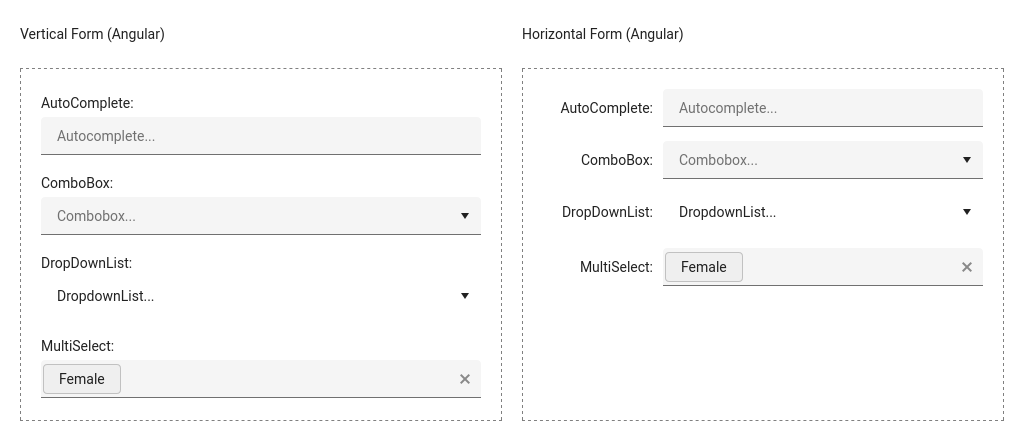 Vertical Form (Angular)
AutoComplete:
Autocomplete...
ComboBox:
Combobox...
DropDownList:
DropdownList...
MultiSelect:
Female
Horizontal Form (Angular)
AutoComplete: Autocomplete...
ComboBox: Combobox...
DropDownList: DropdownList...
MultiSelect: Female